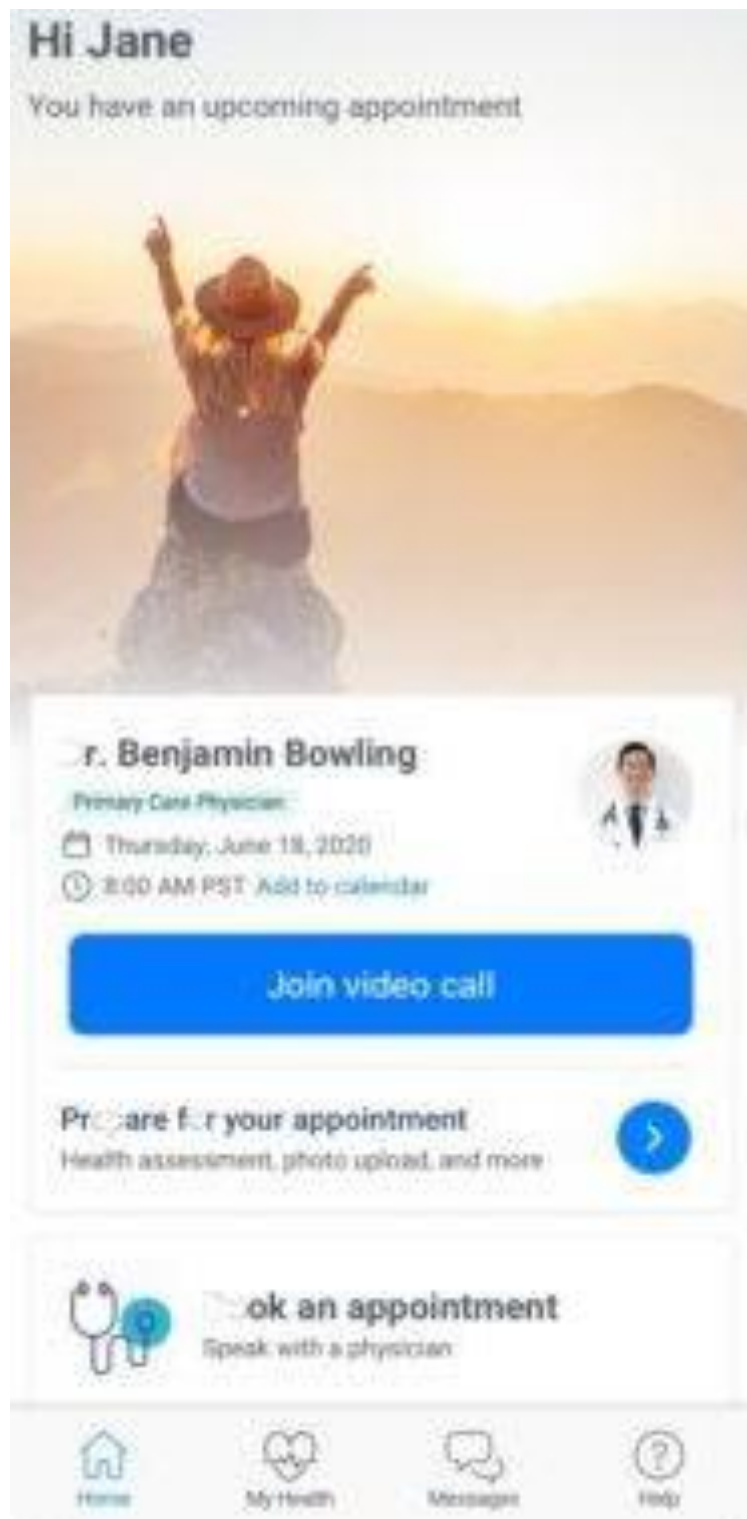 Hi Jane
You have an upcoming appointment
r. Benjamin Bowling
Primary Care Physician
Thursday, June 18, 2020
8:00 AM PST Add to calendar
Join video call
your appointment
Health assessment, photo upload, and more
ok an appointment
Speak with a physician
Home
My Health
Messages
Help